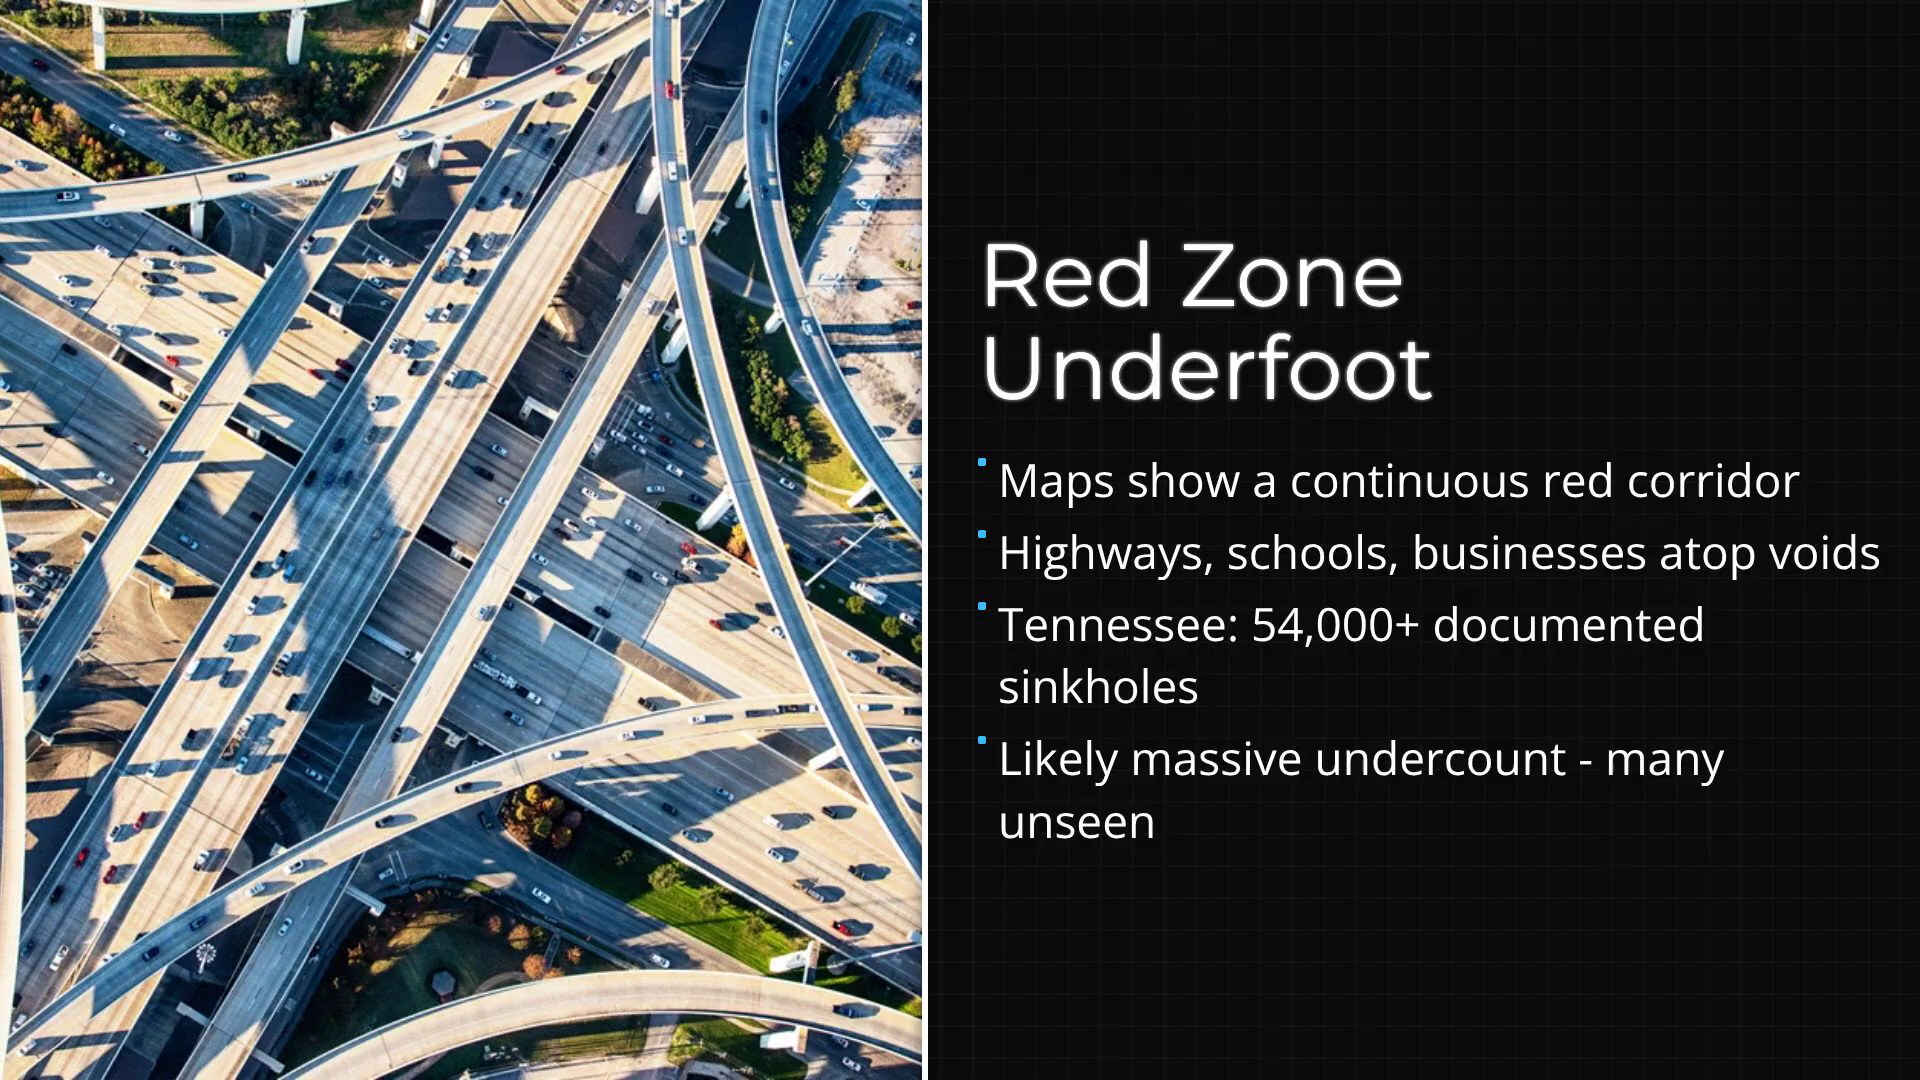 Red Zone
Underfoot
Maps show a continuous red corridor
Highways, schools, businesses atop voids
Tennessee: 54,000+ documented
sinkholes
Likely massive undercount - many
unseen